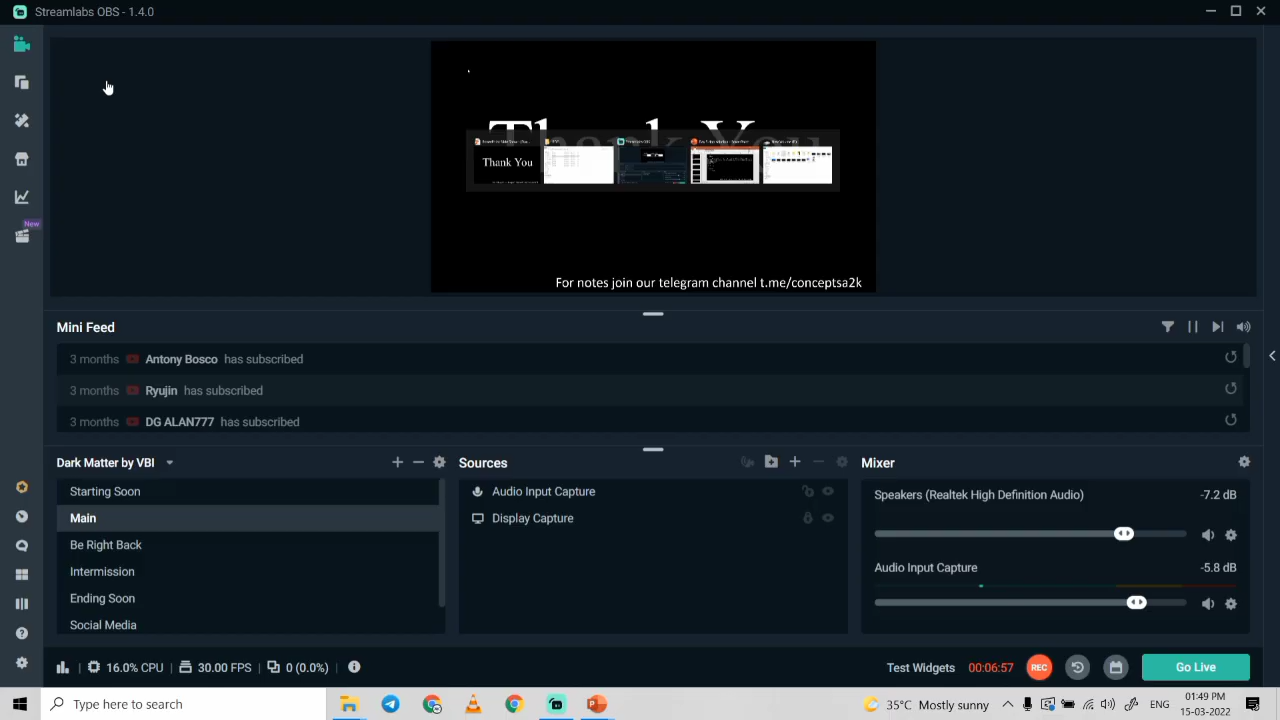 Streamlabs OBS - 1.4.0
New
Thank You
Thank You
For notes join our telegram channel t.me/conceptsa2k
Mini Feed
3 months Antony Bosco has subscribed
3 months Ryujin has subscribed
3 months DG ALAN777 has subscribed
Dark Matter by VBI
Starting Soon
Main
Be Right Back
Intermission
Ending Soon
Social Media
Sources
Audio Input Capture
Display Capture
Mixer
Speakers (Realtek High Definition Audio) -7.2 dB
Audio Input Capture -5.8 dB
16.0% CPU 30.00 FPS 0 (0.0%) Test Widgets 00:06:57 REC Go Live
Type here to search
35°C Mostly sunny
ENG
01:49 PM
15-03-2022